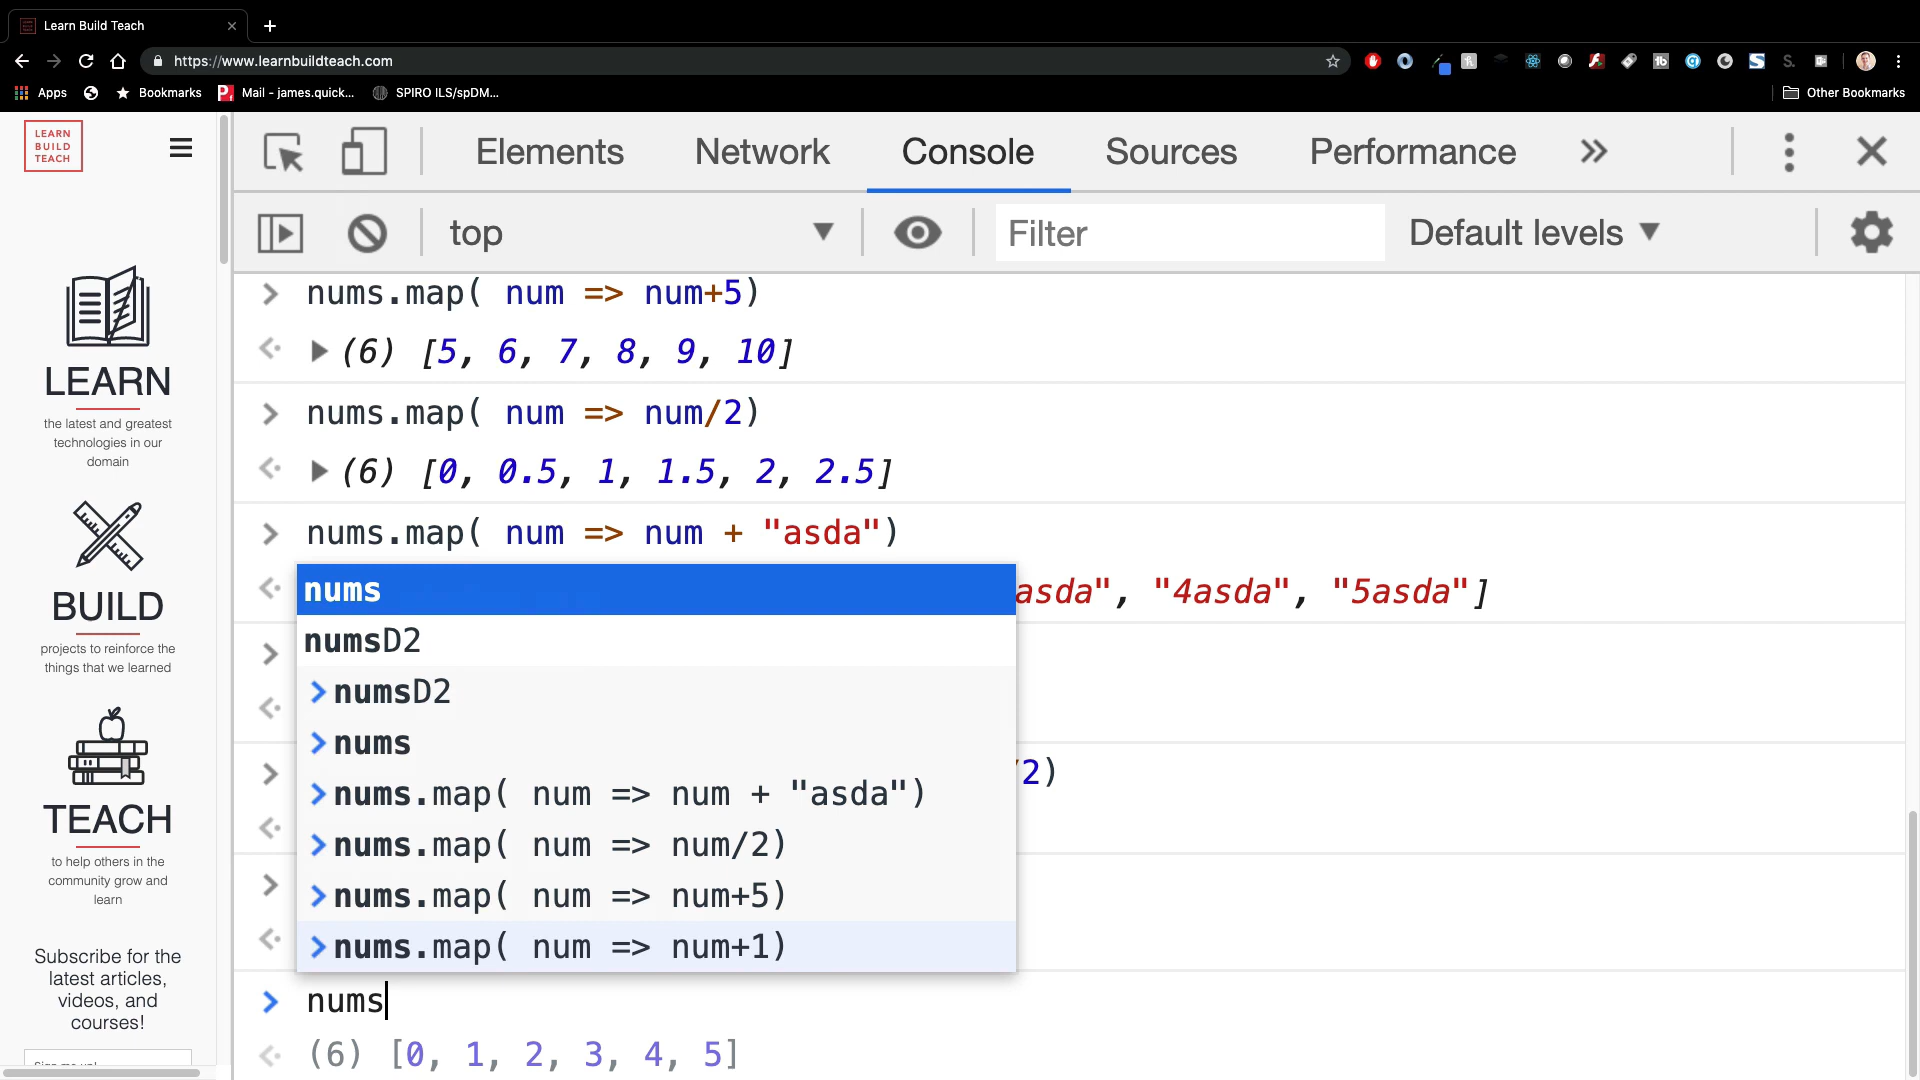 Learn Build Teach
https://www.learnbuildteach.com
Apps Bookmarks Mail - james.quick... SPIRO ILS/spDM... Other Bookmarks
LEARN
BUILD
TEACH
LEARN
the latest and greatest
technologies in our
domain
BUILD
projects to reinforce the
things that we learned
TEACH
to help others in the
community grow and
learn
Subscribe for the
latest articles,
videos, and
courses!
Elements Network Console Sources Performance
top Filter Default levels
nums.map( num => num+5)
(6) [5, 6, 7, 8, 9, 10]
nums.map( num => num/2)
(6) [0, 0.5, 1, 1.5, 2, 2.5]
nums.map( num => num + "asda")
asda", "4asda", "5asda"]
2)
nums
numsD2
numsD2
nums
nums.map( num => num + "asda")
nums.map( num => num/2)
nums.map( num => num+5)
nums.map( num => num+1)
nums
(6) [0, 1, 2, 3, 4, 5]